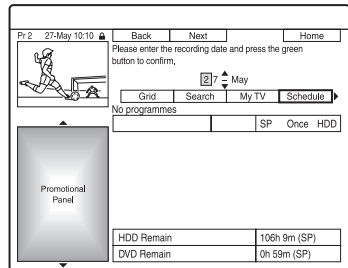 Pr 2 27-May 10:10
Back Next Home
Please enter the recording date and press the green
button to confirm,
27 May
Grid Search My TV Schedule
No programmes
SP Once HDD
Promotional
Panel
HDD Remain 106h 9m (SP)
DVD Remain 0h 59m (SP)